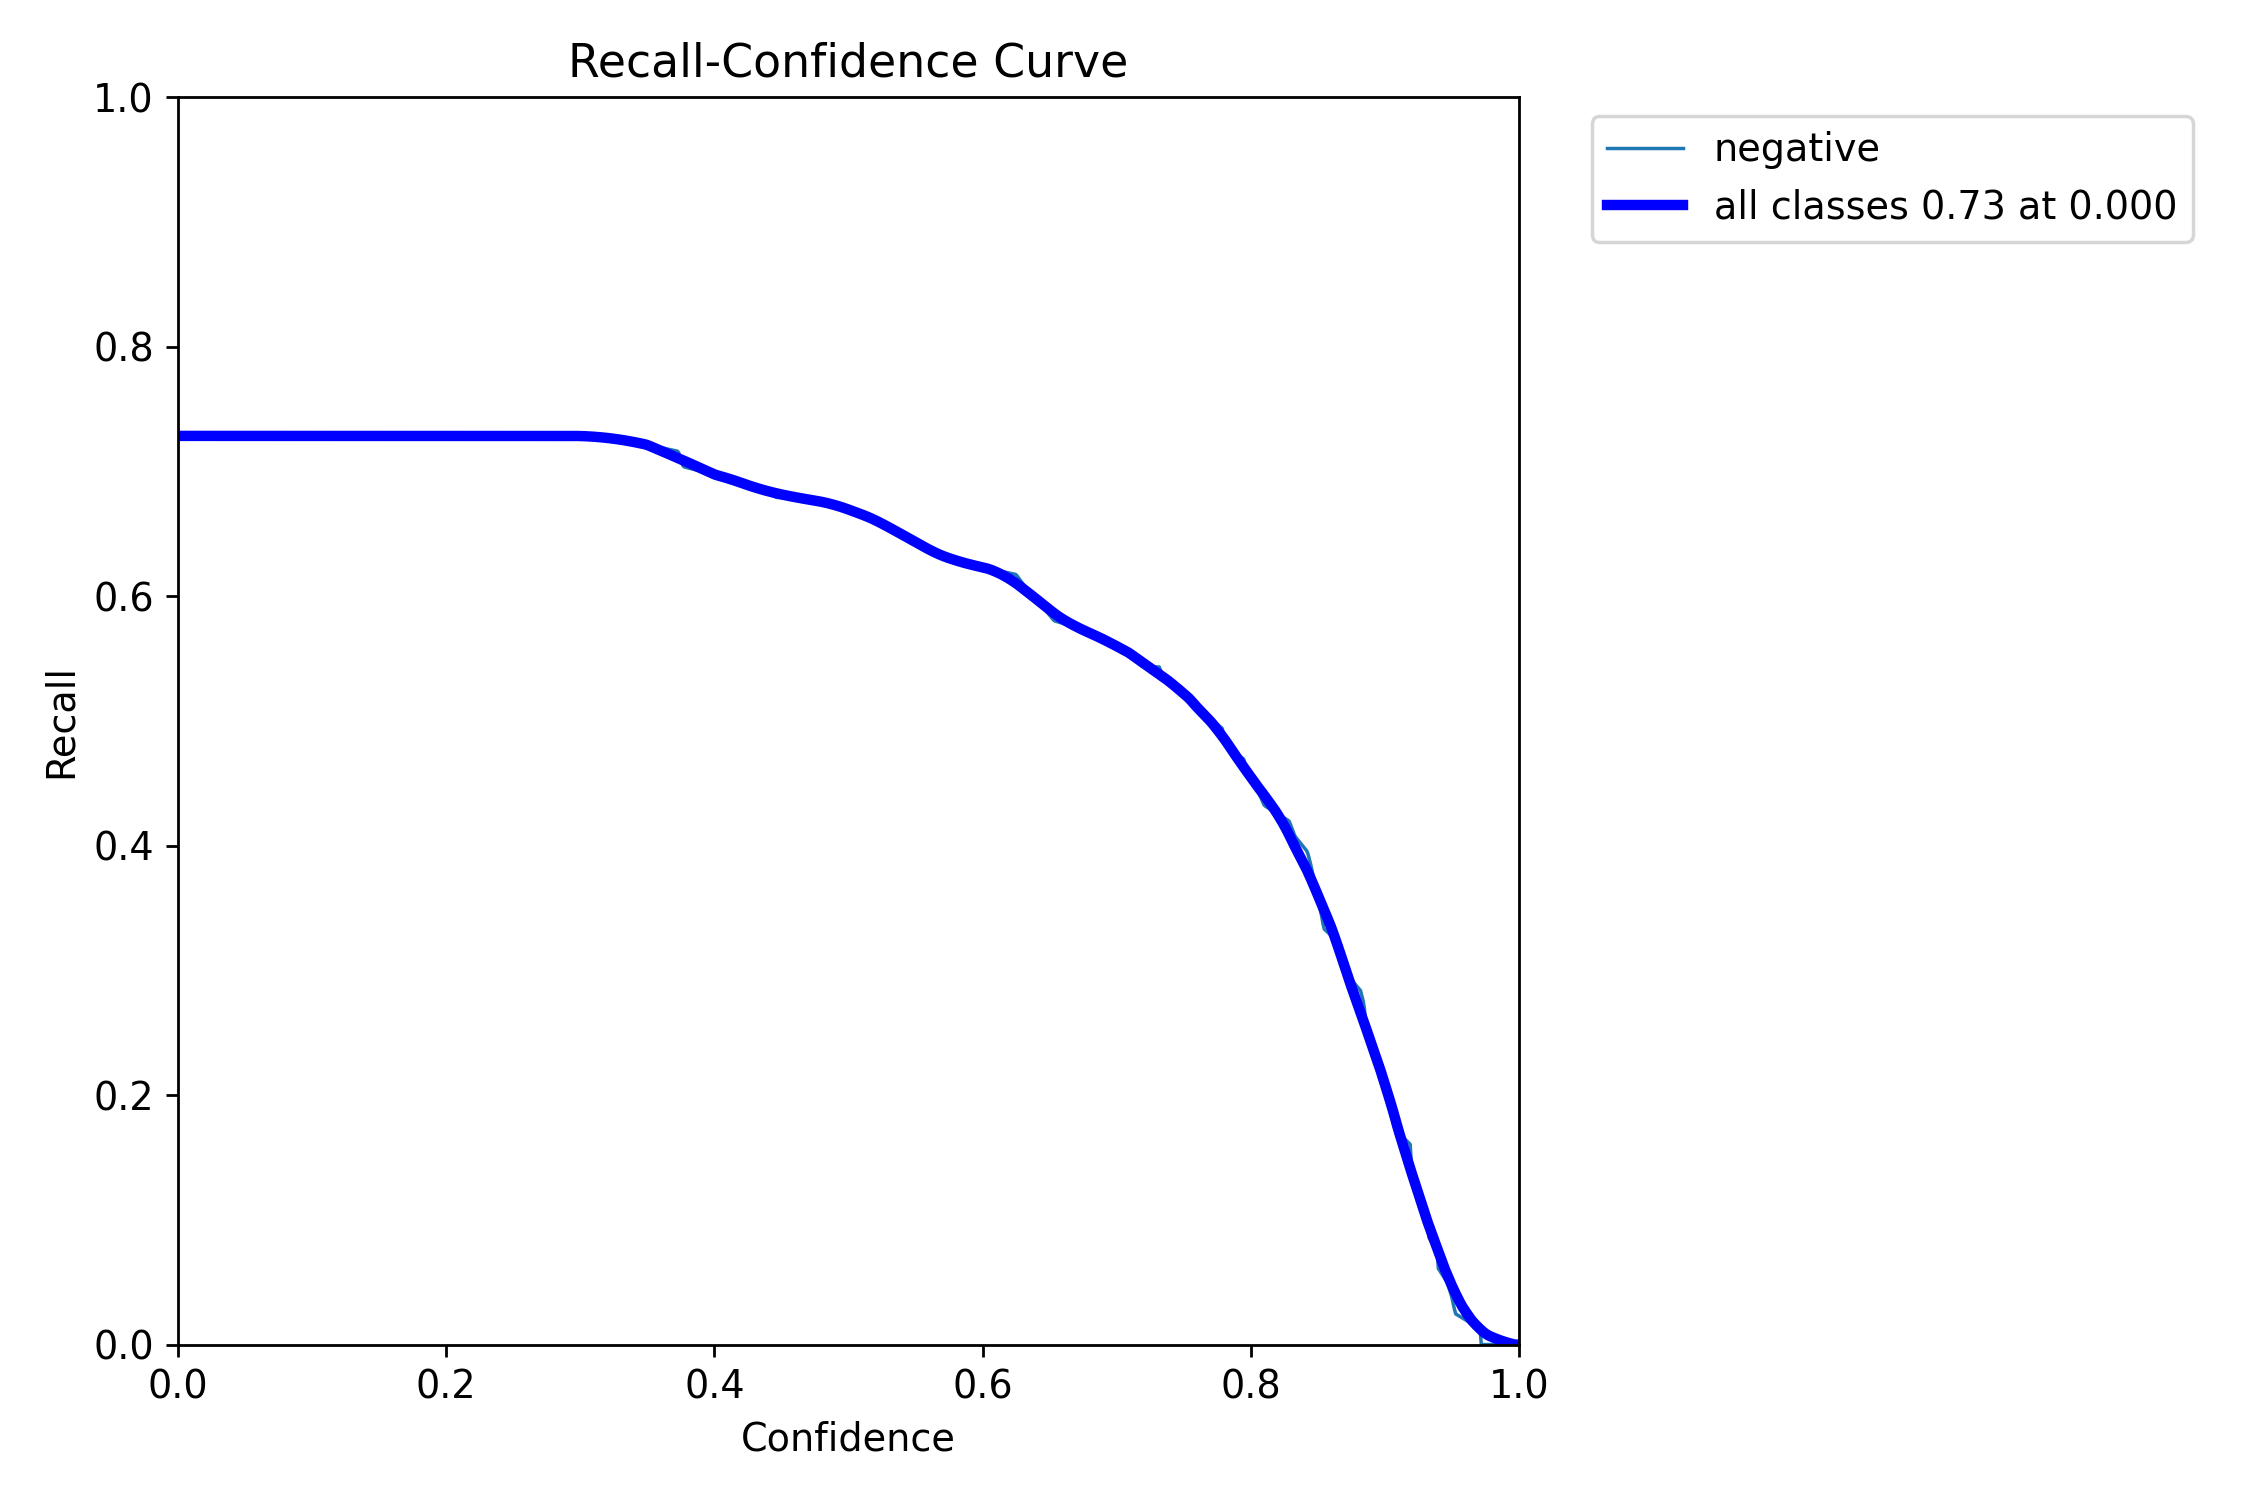 Recall-Confidence Curve
1.0
0.8
0.6
0.4
0.2
0.0
Recall
0.0 0.2 0.4 0.6 0.8 1.0
Confidence
negative
all classes 0.73 at 0.000